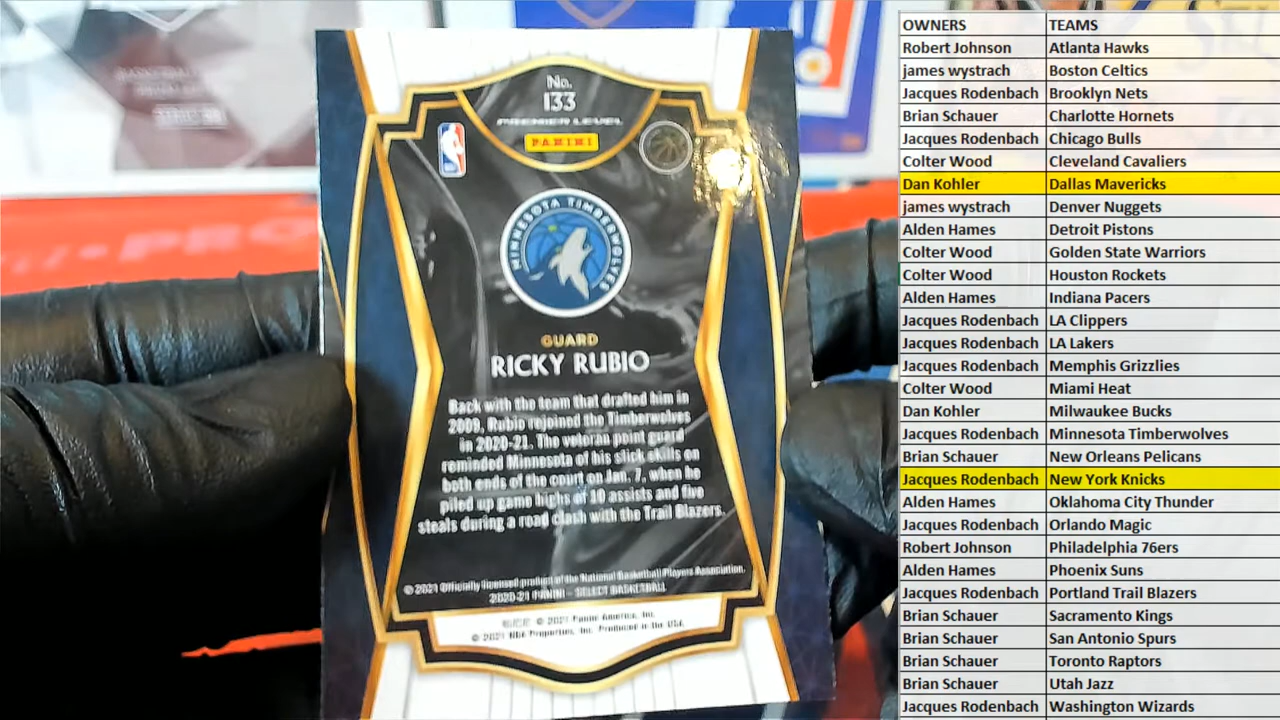 No.
133
PREMIER LEVEL
PANINI
MINNESOTA TIMBERWOLVES
GUARD
RICKY RUBIO
Back with the team that drafted him in
2009, Rubio rejoined the Timberwolves
in 2020-21. The veteran point guard
reminded Minnesota of his slick skills on
both ends of the court on Jan. 7, when he
piled up game highs of 10 assists and five
steals during a road clash with the Trail Blazers.
© 2021 Officially licensed product of the National Basketball Players Association.
2020-21 PANINI – SELECT BASKETBALL
© 2021 Panini America, Inc.
© 2021 NBA Properties, Inc. Produced in the USA.
OWNERS TEAMS
Robert Johnson Atlanta Hawks
james wystrach Boston Celtics
Jacques Rodenbach Brooklyn Nets
Brian Schauer Charlotte Hornets
Jacques Rodenbach Chicago Bulls
Colter Wood Cleveland Cavaliers
Dan Kohler Dallas Mavericks
james wystrach Denver Nuggets
Alden Hames Detroit Pistons
Colter Wood Golden State Warriors
Colter Wood Houston Rockets
Alden Hames Indiana Pacers
Jacques Rodenbach LA Clippers
Jacques Rodenbach LA Lakers
Jacques Rodenbach Memphis Grizzlies
Colter Wood Miami Heat
Dan Kohler Milwaukee Bucks
Jacques Rodenbach Minnesota Timberwolves
Brian Schauer New Orleans Pelicans
Jacques Rodenbach New York Knicks
Alden Hames Oklahoma City Thunder
Jacques Rodenbach Orlando Magic
Robert Johnson Philadelphia 76ers
Alden Hames Phoenix Suns
Jacques Rodenbach Portland Trail Blazers
Brian Schauer Sacramento Kings
Brian Schauer San Antonio Spurs
Brian Schauer Toronto Raptors
Brian Schauer Utah Jazz
Jacques Rodenbach Washington Wizards